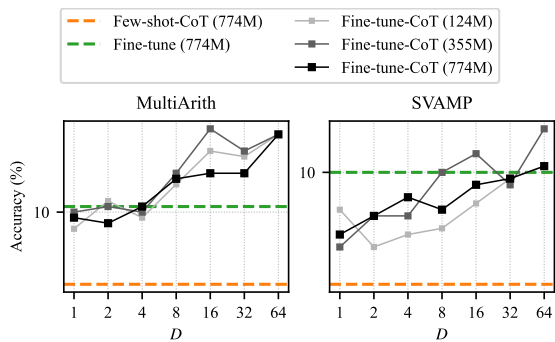 Few-shot-CoT (774M)
Fine-tune (774M)
Fine-tune-CoT (124M)
Fine-tune-CoT (355M)
Fine-tune-CoT (774M)
MultiArith
SVAMP
Accuracy (%)
10
10
1 2 4 8 16 32 64
1 2 4 8 16 32 64
D
D